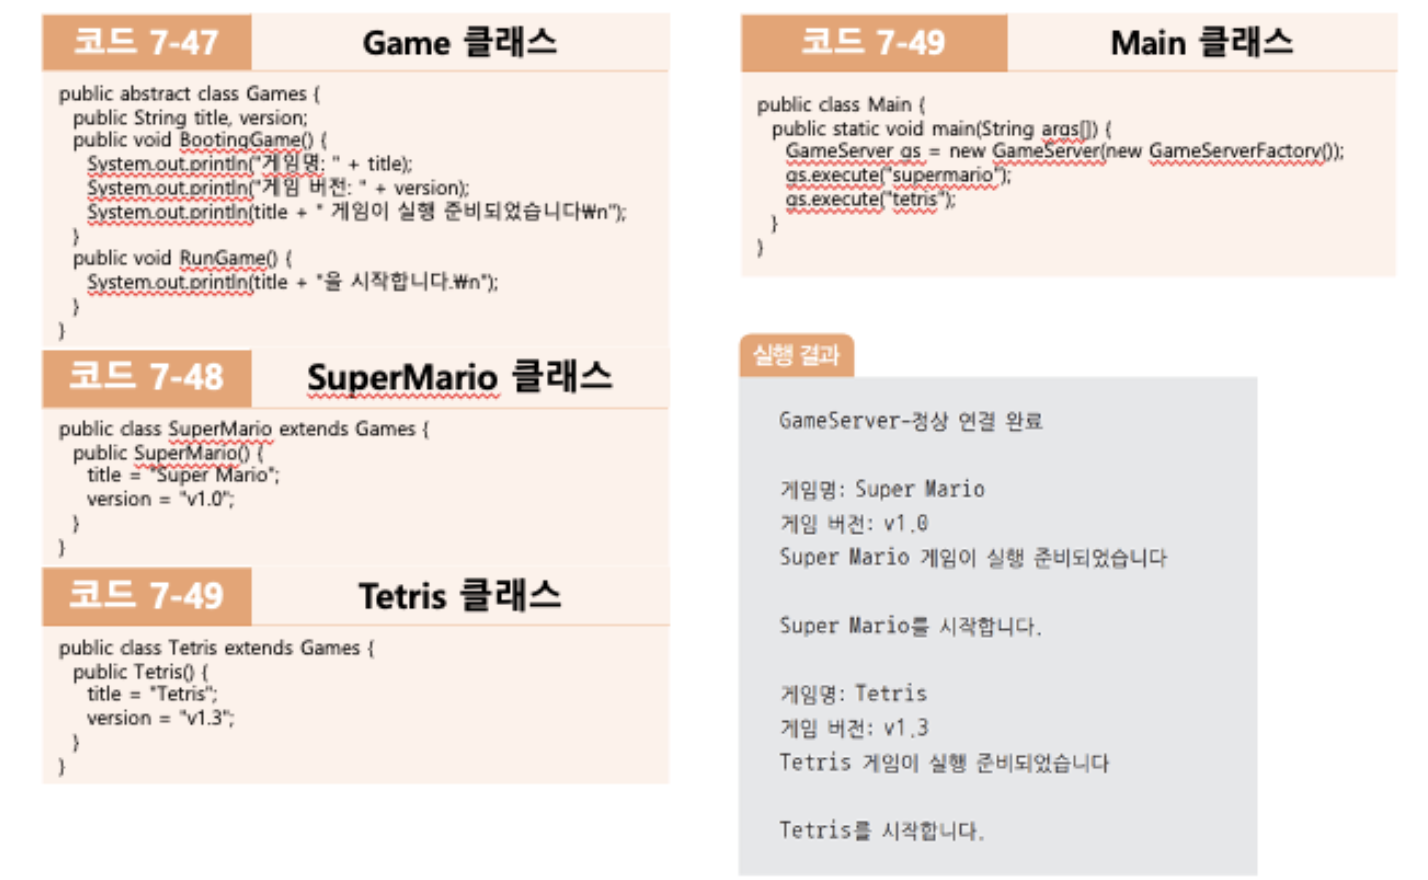 코드 7-47 Game 클래스
public abstract class Games {
public String title, version;
public void BootingGame() {
System.out.println("게임명: " + title);
System.out.println("게임 버전: " + version);
System.out.println(title + " 게임이 실행 준비되었습니다₩n");
}
public void RunGame() {
System.out.println(title + "을 시작합니다.₩n");
}
}
코드 7-48 SuperMario 클래스
public class SuperMario extends Games {
public SuperMario() {
title = "Super Mario";
version = "v1.0";
}
}
코드 7-49 Tetris 클래스
public class Tetris extends Games {
public Tetris() {
title = "Tetris";
version = "v1.3";
}
}
코드 7-49 Main 클래스
public class Main {
public static void main(String args[]) {
GameServer gs = new GameServer(new GameServerFactory());
gs.execute("supermario");
gs.execute("tetris");
}
}
실행 결과
GameServer-정상 연결 완료
게임명: Super Mario
게임 버전: v1.0
Super Mario 게임이 실행 준비되었습니다
Super Mario를 시작합니다.
게임명: Tetris
게임 버전: v1.3
Tetris 게임이 실행 준비되었습니다
Tetris를 시작합니다.